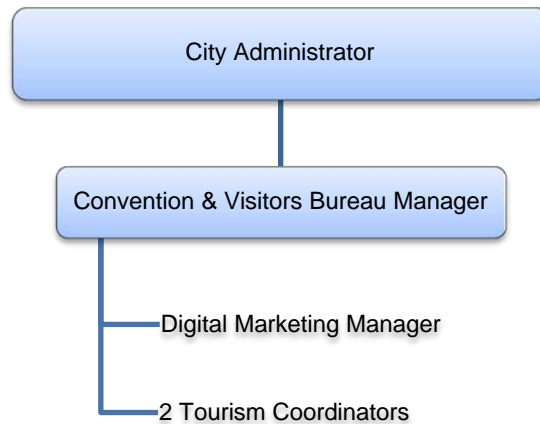 City Administrator
Convention & Visitors Bureau Manager
Digital Marketing Manager
2 Tourism Coordinators